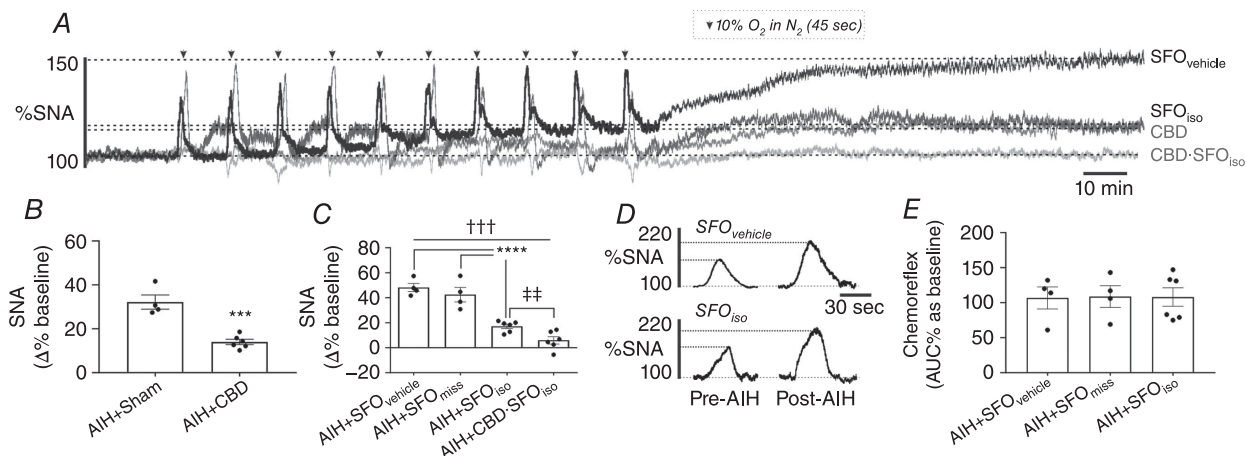 A
10% O2 in N2 (45 sec)
150
%SNA
100
SFOvehicle
SFOiso
CBD
CBD·SFOiso
10 min
B
SNA
(Δ% baseline)
60
40
20
0
***
AIH+Sham
AIH+CBD
C
SNA
(Δ% baseline)
80
60
40
20
0
−20
†††
****
‡‡
AIH+SFOvehicle
AIH+SFOmiss
AIH+SFOiso
AIH+CBD·SFOiso
D
SFOvehicle
220
%SNA
100
30 sec
SFOiso
220
%SNA
100
Pre-AIH
Post-AIH
E
Chemoreflex
(AUC% as baseline)
200
150
100
50
0
AIH+SFOvehicle
AIH+SFOmiss
AIH+SFOiso